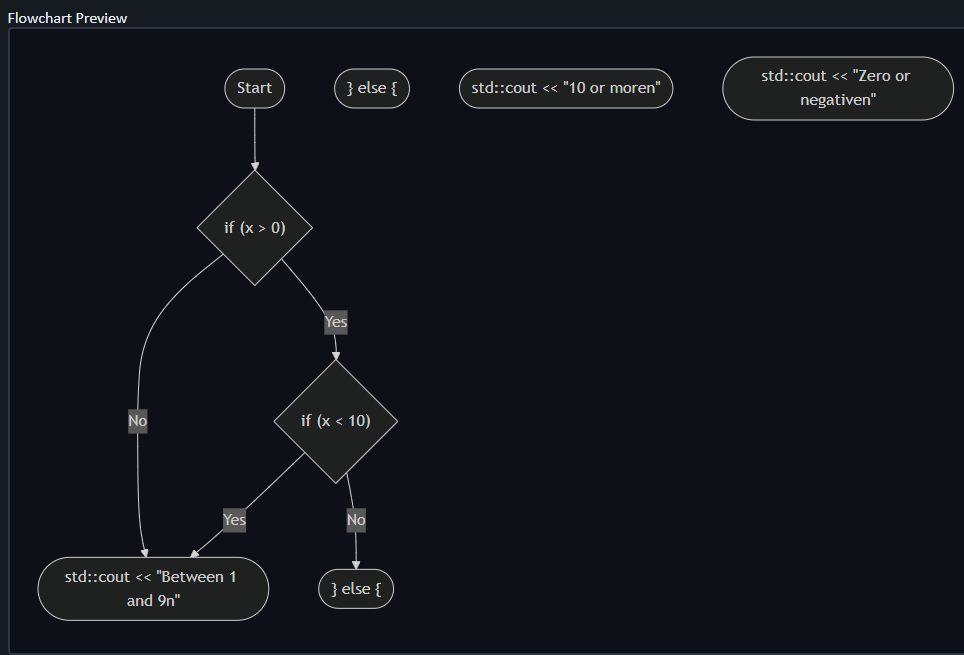 Flowchart Preview
Start
} else {
std::cout << "10 or moren"
std::cout << "Zero or
negativen"
if (x > 0)
Yes
No
if (x < 10)
Yes
No
std::cout << "Between 1
and 9n"
} else {